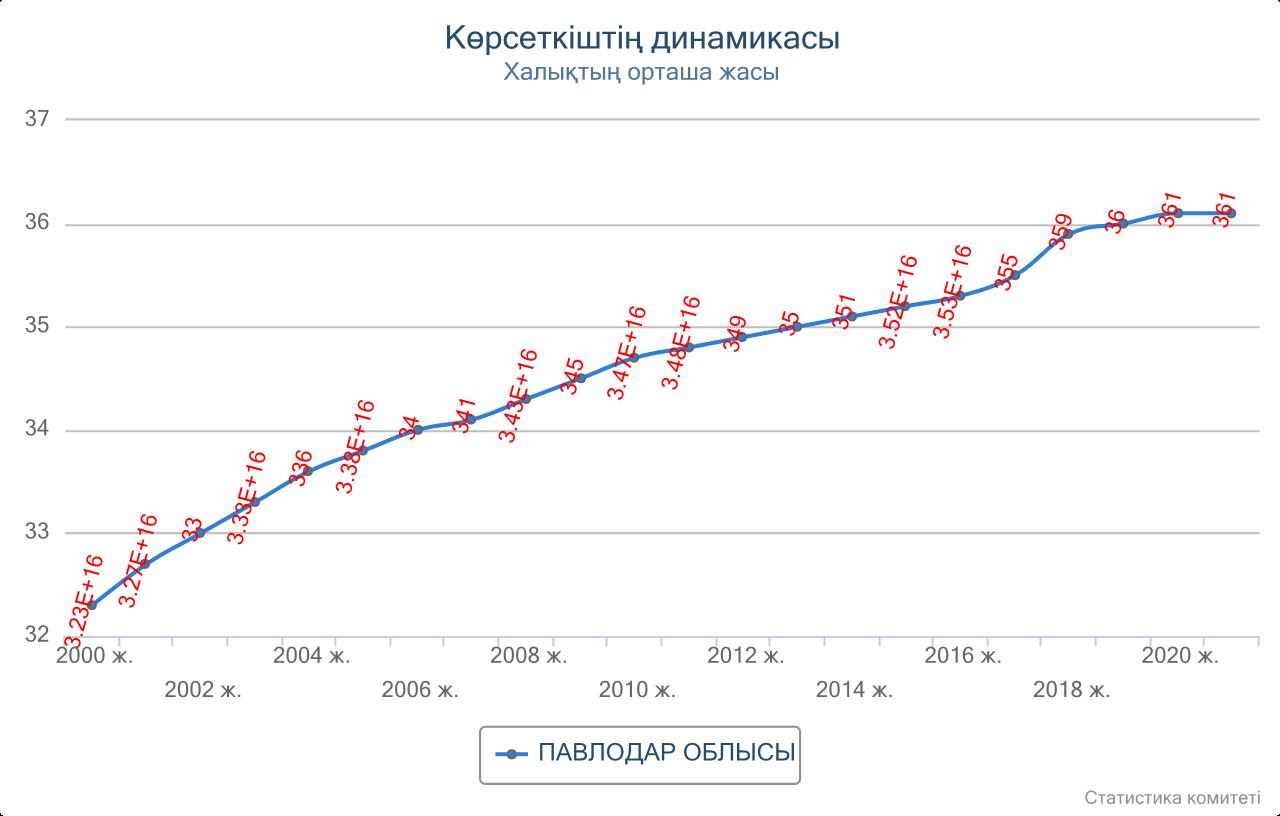 Көрсеткіштің динамикасы
Халықтың орташа жасы
37
36
35
34
33
32
3.23E+16
3.27E+16
33
3.33E+16
336
3.38E+16
34
341
3.43E+16
345
3.47E+16
3.48E+16
349
35
351
3.52E+16
3.53E+16
355
359
36
361
361
2000 ж. 2004 ж. 2008 ж. 2012 ж. 2016 ж. 2020 ж.
2002 ж. 2006 ж. 2010 ж. 2014 ж. 2018 ж.
ПАВЛОДАР ОБЛЫСЫ
Статистика комитеті